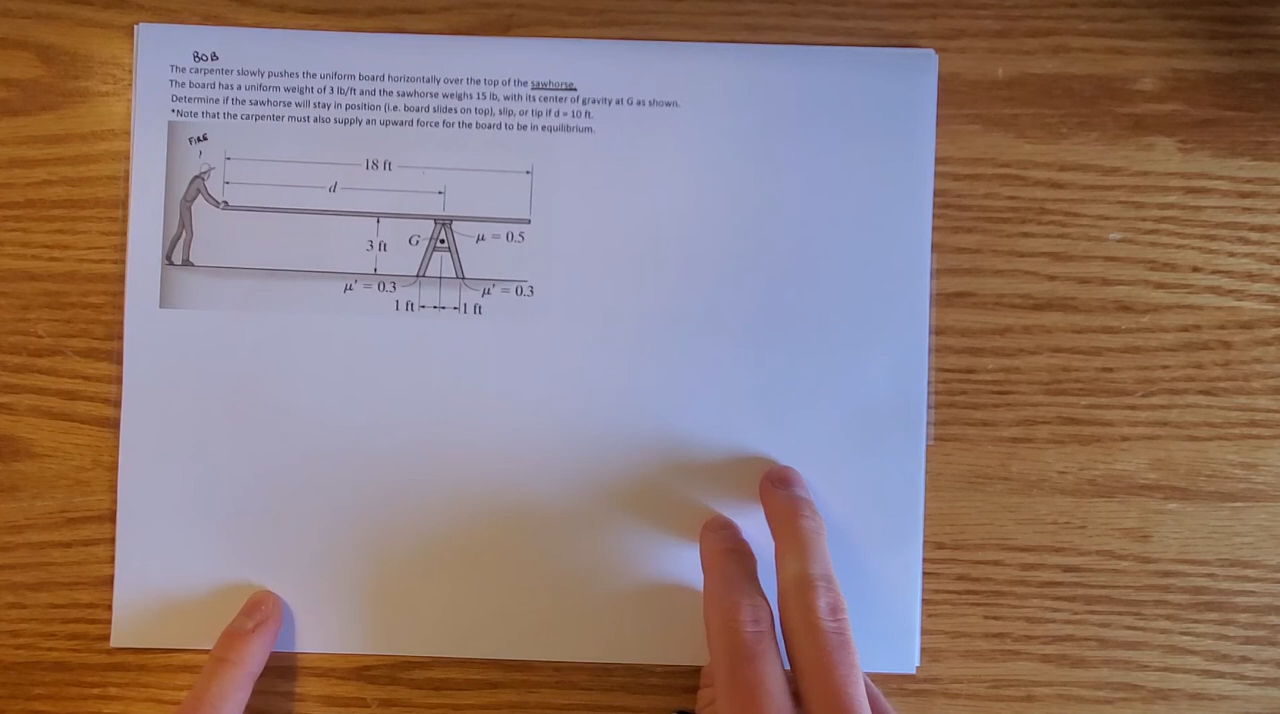 BOB
The carpenter slowly pushes the uniform board horizontally over the top of the sawhorse.
The board has a uniform weight of 3 lb/ft and the sawhorse weighs 15 lb, with its center of gravity at G as shown.
Determine if the sawhorse will stay in position (i.e. board slides on top), slip, or tip if d = 10 ft.
*Note that the carpenter must also supply an upward force for the board to be in equilibrium.
FIRE
18 ft
d
3 ft
G
μ = 0.5
μ' = 0.3
μ' = 0.3
1 ft
1 ft